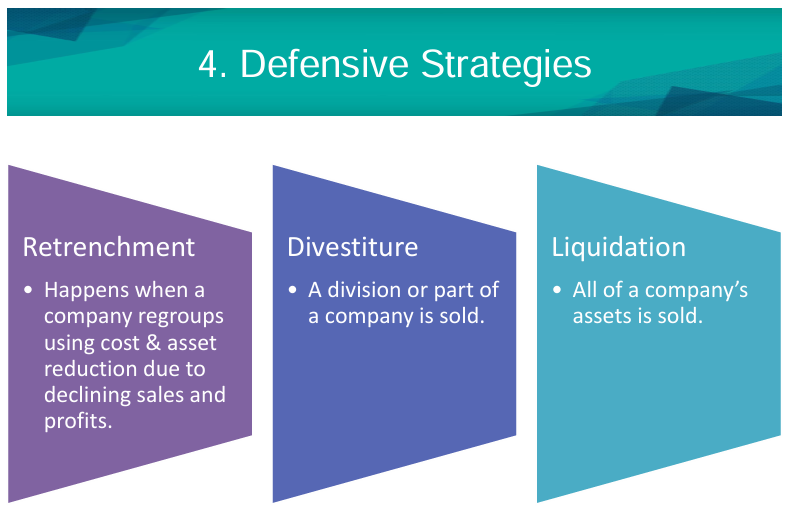 4. Defensive Strategies
Retrenchment
• Happens when a
company regroups
using cost & asset
reduction due to
declining sales and
profits.
Divestiture
• A division or part of
a company is sold.
Liquidation
• All of a company’s
assets is sold.